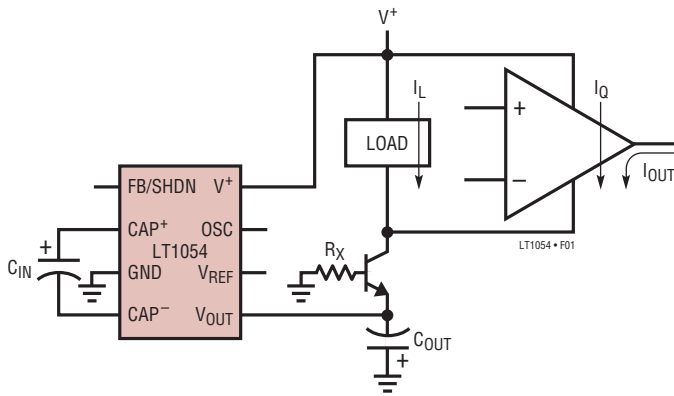 V+
IL
IQ
LOAD
+
−
IOUT
FB/SHDN V+
CAP+ OSC
LT1054
GND VREF
CAP− VOUT
+
CIN
RX
LT1054 • F01
COUT
+